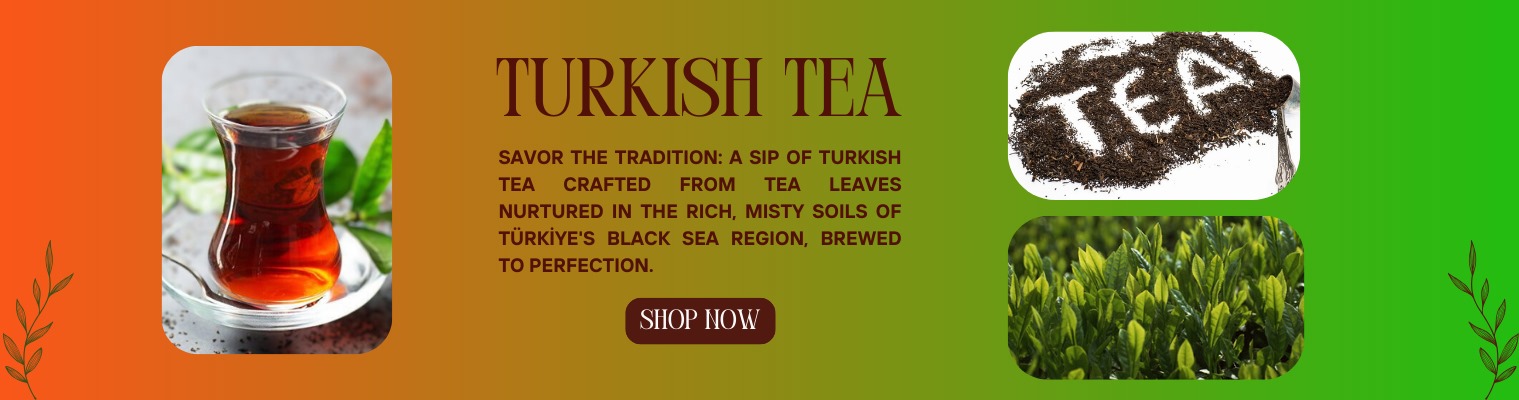 TURKISH TEA
SAVOR THE TRADITION: A SIP OF TURKISH
TEA CRAFTED FROM TEA LEAVES
NURTURED IN THE RICH, MISTY SOILS OF
TÜRKİYE'S BLACK SEA REGION, BREWED
TO PERFECTION.
SHOP NOW
TEA